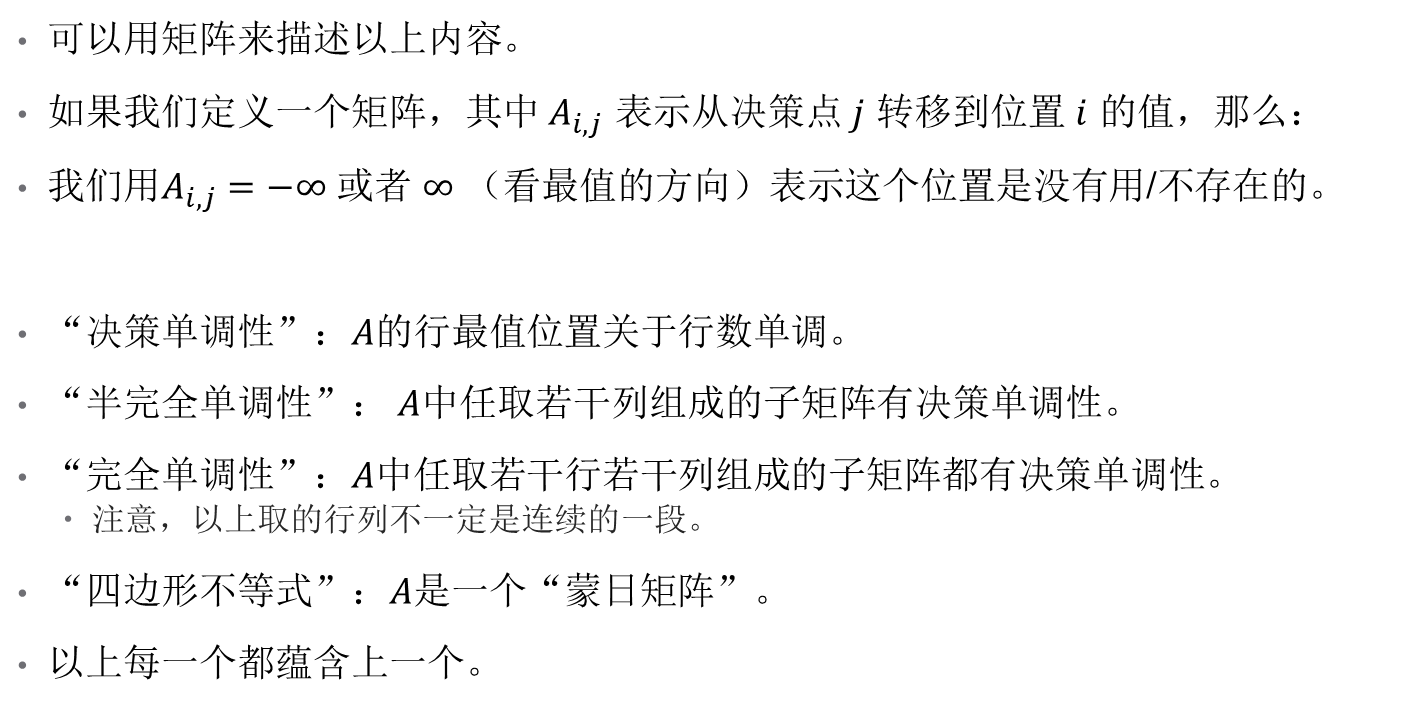 • 可以用矩阵来描述以上内容。
• 如果我们定义一个矩阵，其中 A_{i,j} 表示从决策点 j 转移到位置 i 的值，那么：
• 我们用A_{i,j} = −∞ 或者 ∞ （看最值的方向）表示这个位置是没有用/不存在的。
• “决策单调性”：A的行最值位置关于行数单调。
• “半完全单调性”： A中任取若干列组成的子矩阵有决策单调性。
• “完全单调性”：A中任取若干行若干列组成的子矩阵都有决策单调性。
• 注意，以上取的行列不一定是连续的一段。
• “四边形不等式”：A是一个“蒙日矩阵”。
• 以上每一个都蕴含上一个。